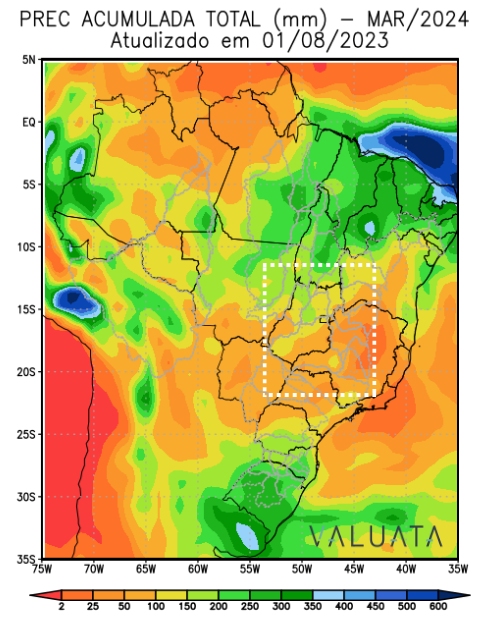 PREC ACUMULADA TOTAL (mm) – MAR/2024
Atualizado em 01/08/2023
5N
EQ
5S
10S
15S
20S
25S
30S
35S
VALUATA
75W 70W 65W 60W 55W 50W 45W 40W 35W
2 25 50 100 150 200 250 300 350 400 450 500 600